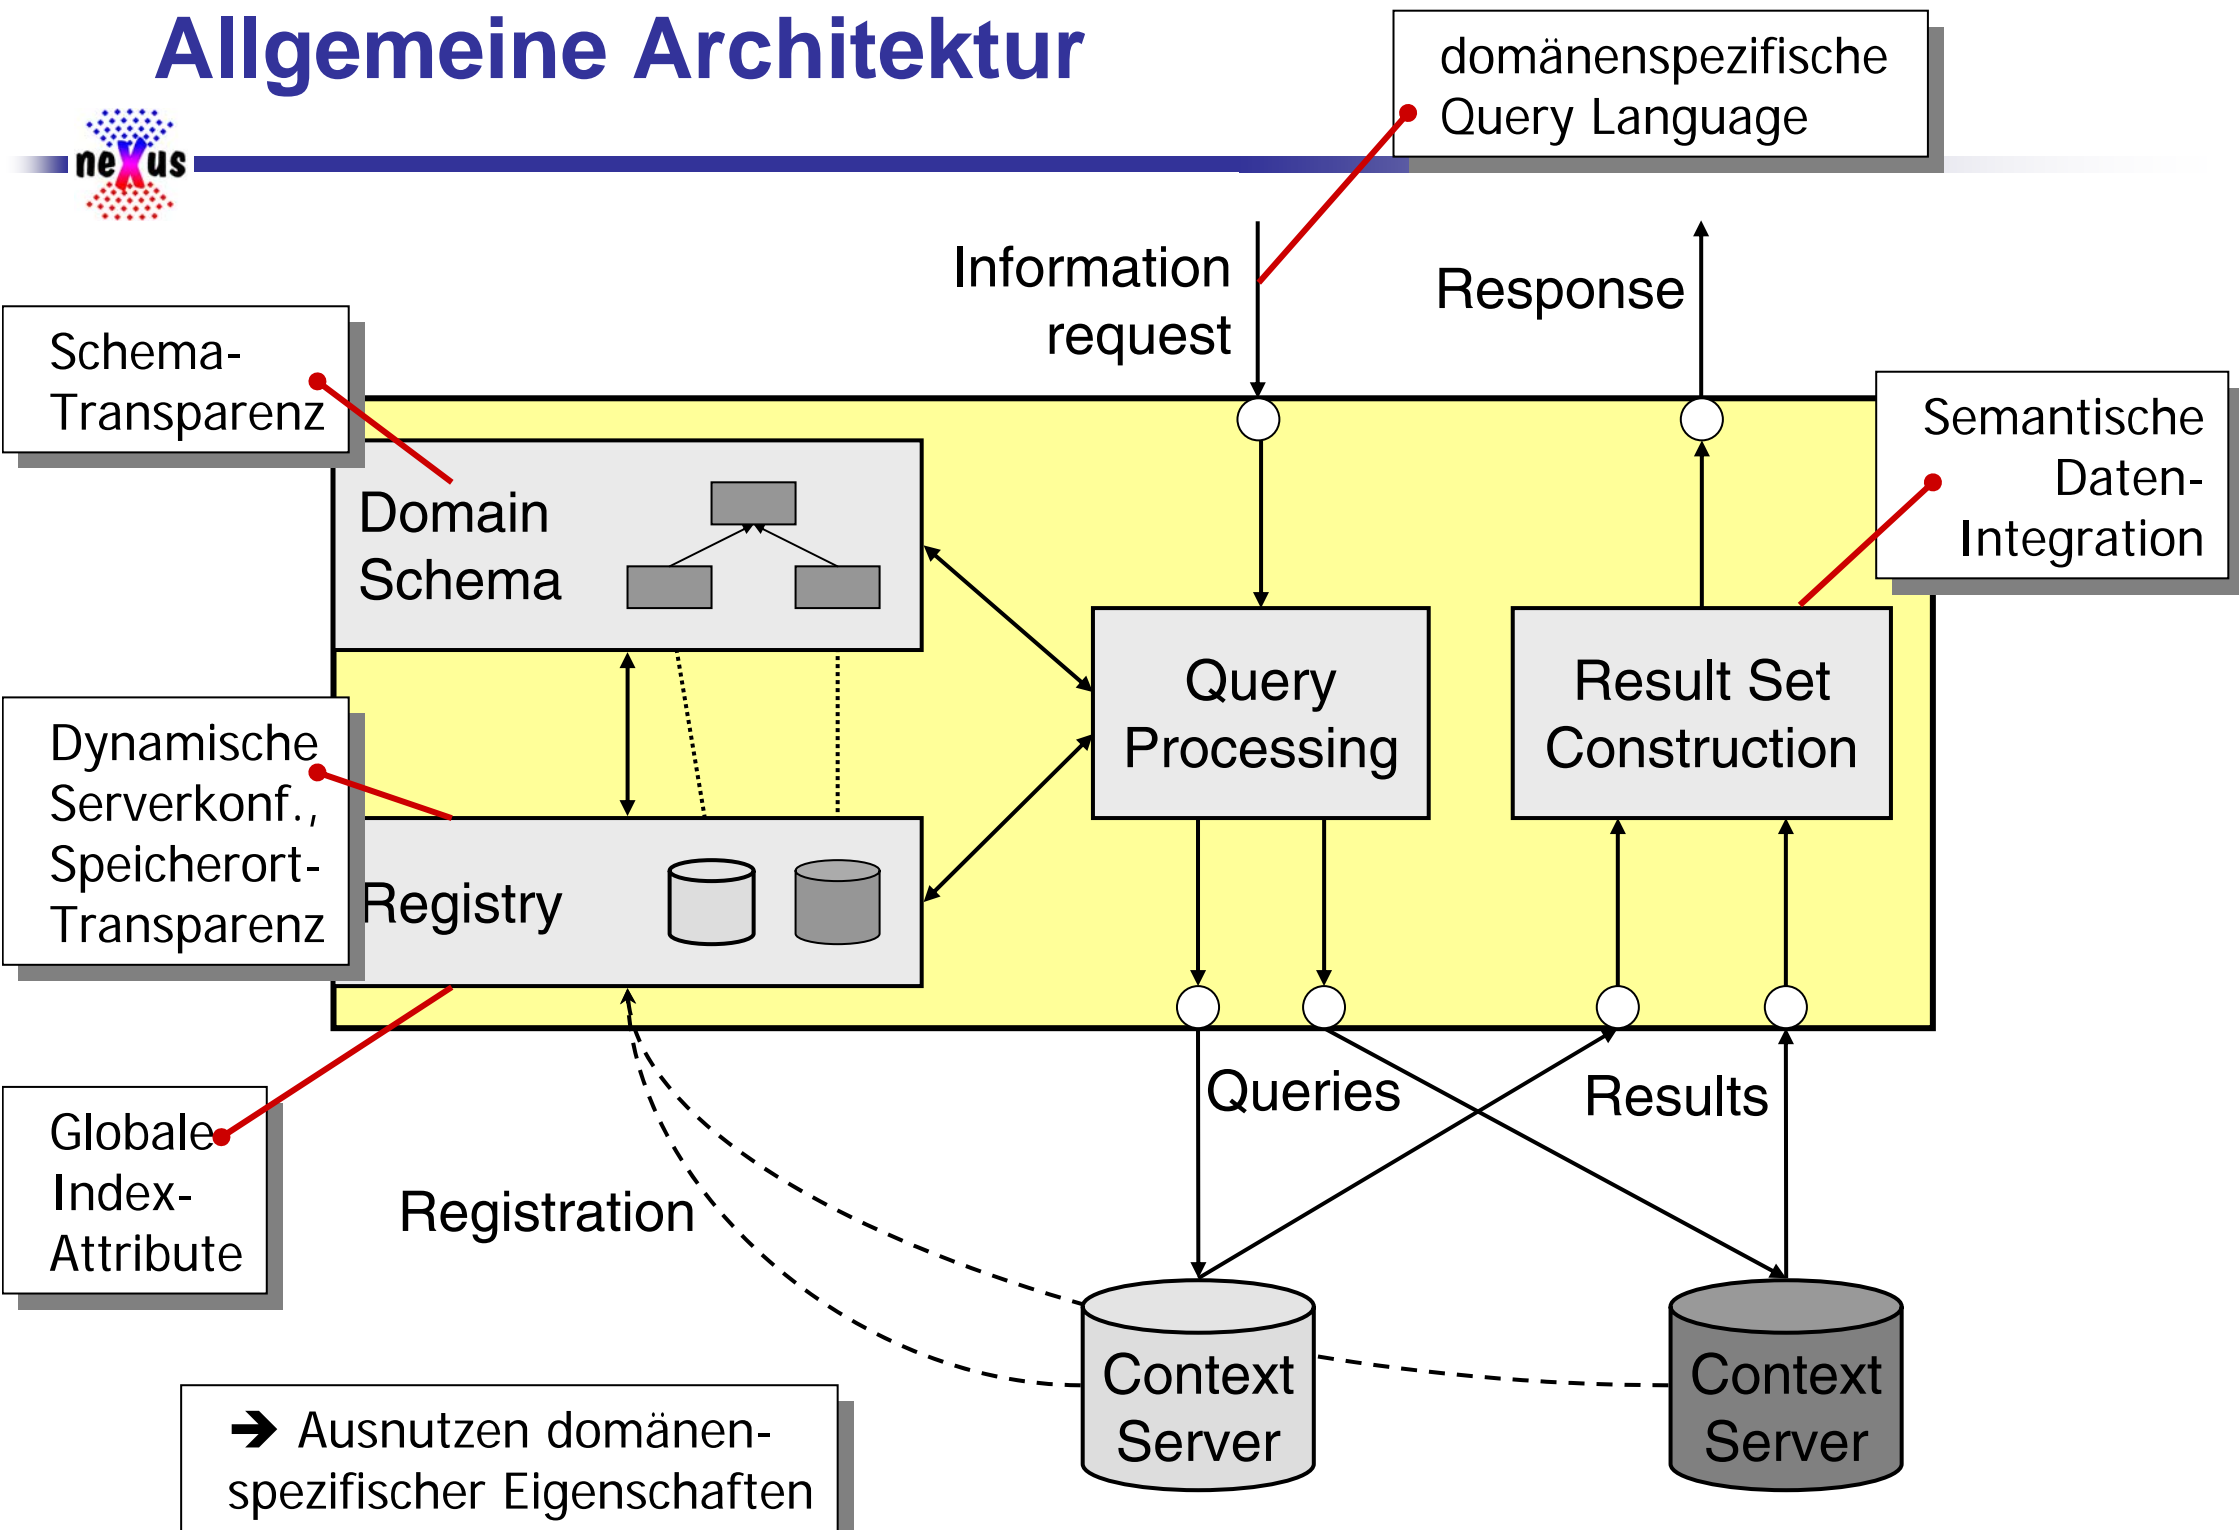 Allgemeine Architektur
domänenspezifische
Query Language
neXus
Information
request
Response
Schema-
Transparenz
Semantische
Daten-
Integration
Domain
Schema
Query
Processing
Result Set
Construction
Dynamische
Serverkonf.,
Speicherort-
Transparenz
Registry
Queries
Results
Globale
Index-
Attribute
Registration
Context
Server
Context
Server
➔ Ausnutzen domänen-
spezifischer Eigenschaften